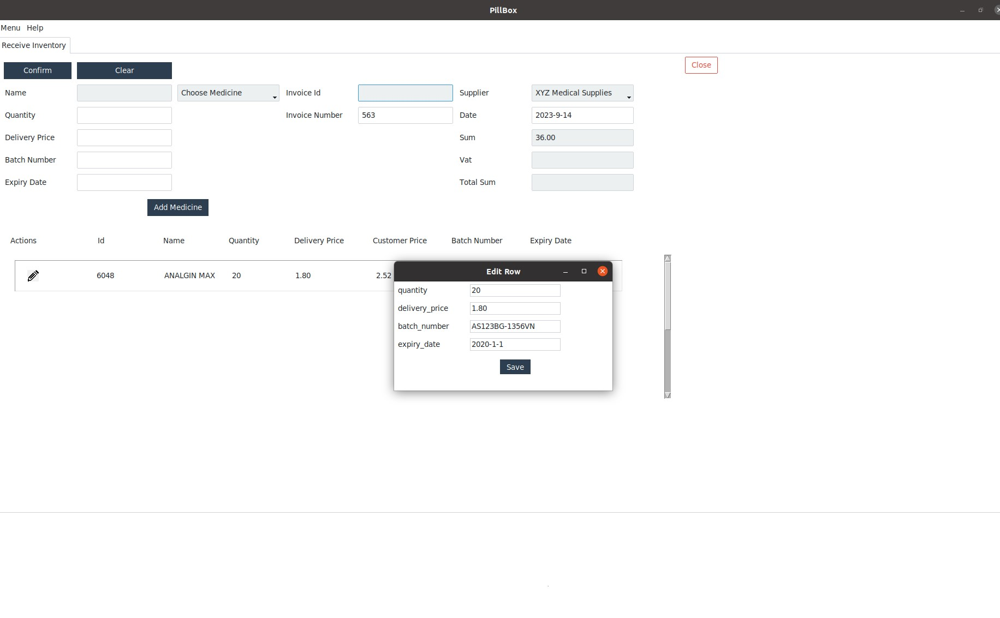 PillBox
Menu Help
Receive Inventory
Confirm Clear Close
Name Choose Medicine Invoice Id Supplier XYZ Medical Supplies
Quantity Invoice Number 563 Date 2023-9-14
Delivery Price Sum 36.00
Batch Number Vat
Expiry Date Total Sum
Add Medicine
Actions Id Name Quantity Delivery Price Customer Price Batch Number Expiry Date
6048 ANALGIN MAX 20 1.80 2.52
Edit Row
quantity 20
delivery_price 1.80
batch_number AS123BG-1356VN
expiry_date 2020-1-1
Save